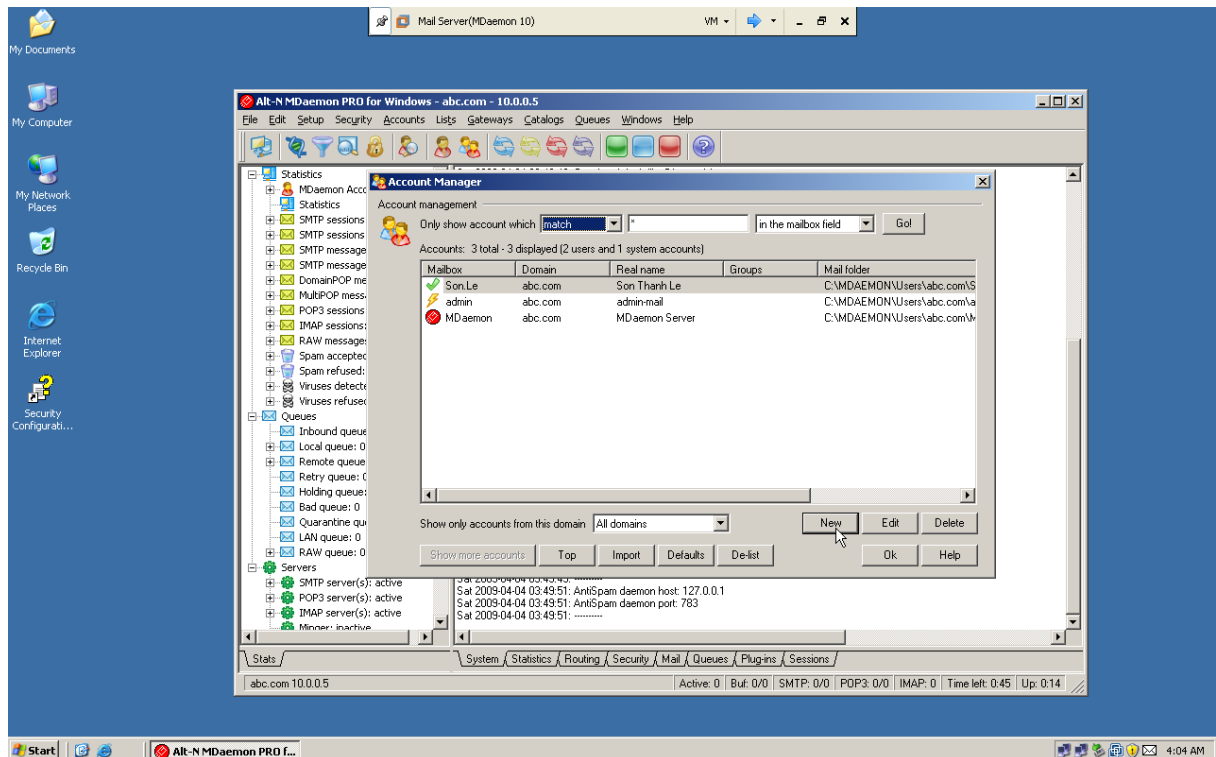 Mail Server(MDaemon 10)
VM
My Documents
My Computer
My Network
Places
Recycle Bin
Internet
Explorer
Security
Configurati...
Alt-N MDaemon PRO for Windows - abc.com - 10.0.0.5
File Edit Setup Security Accounts Lists Gateways Catalogs Queues Windows Help
Statistics
MDaemon Acco
Statistics
SMTP sessions
SMTP sessions
SMTP message
SMTP message
DomainPOP me
MultiPOP mess
POP3 sessions
IMAP sessions:
RAW message
Spam accepted
Spam refused:
Viruses detecte
Viruses refused
Queues
Inbound queue
Local queue: 0
Remote queue
Retry queue: 0
Holding queue:
Bad queue: 0
Quarantine qu
LAN queue: 0
RAW queue: 0
Servers
SMTP server(s): active
POP3 server(s): active
IMAP server(s): active
Minger: inactive
Account Manager
Account management
Only show account which match * in the mailbox field Go!
Accounts: 3 total - 3 displayed (2 users and 1 system accounts)
Mailbox Domain Real name Groups Mail folder
Son.Le abc.com Son Thanh Le C:\MDAEMON\Users\abc.com\S
admin abc.com admin-mail C:\MDAEMON\Users\abc.com\a
MDaemon abc.com MDaemon Server C:\MDAEMON\Users\abc.com\M
Show only accounts from this domain All domains New Edit Delete
Show more accounts Top Import Defaults De-list Ok Help
Sat 2009-04-04 03:49:51: AntiSpam daemon host: 127.0.0.1
Sat 2009-04-04 03:49:51: AntiSpam daemon port: 783
Sat 2009-04-04 03:49:51: ----------
Stats System Statistics Routing Security Mail Queues Plug-ins Sessions
abc.com 10.0.0.5 Active: 0 Buf: 0/0 SMTP: 0/0 POP3: 0/0 IMAP: 0 Time left: 0:45 Up: 0:14
Start Alt-N MDaemon PRO f... 4:04 AM